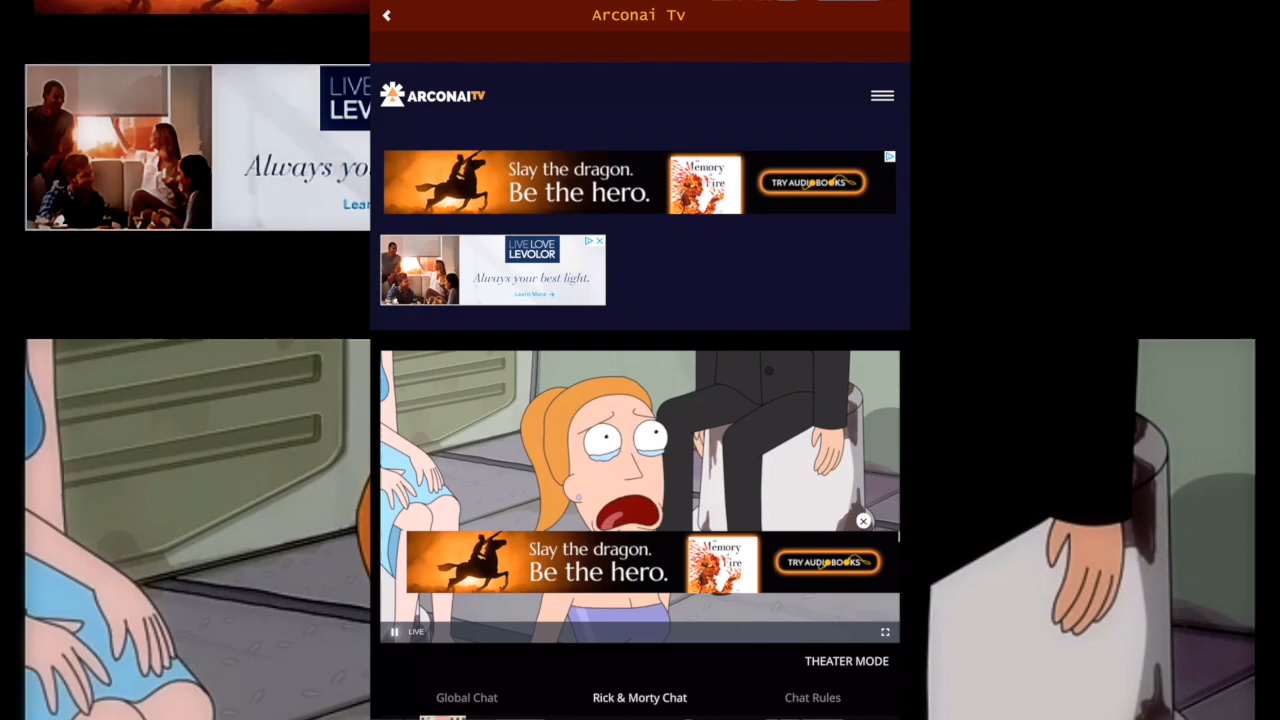 Arconai Tv
LIVE
LEV
Always yo
Lear
ARCONAITV
Slay the dragon.
Be the hero.
Memory
Fire
TRY AUDIOBOOKS
LIVE LOVE
LEVOLOR
Always your best light.
Learn More →
Slay the dragon.
Be the hero.
Memory
Fire
TRY AUDIOBOOKS
LIVE
THEATER MODE
Global Chat
Rick & Morty Chat
Chat Rules